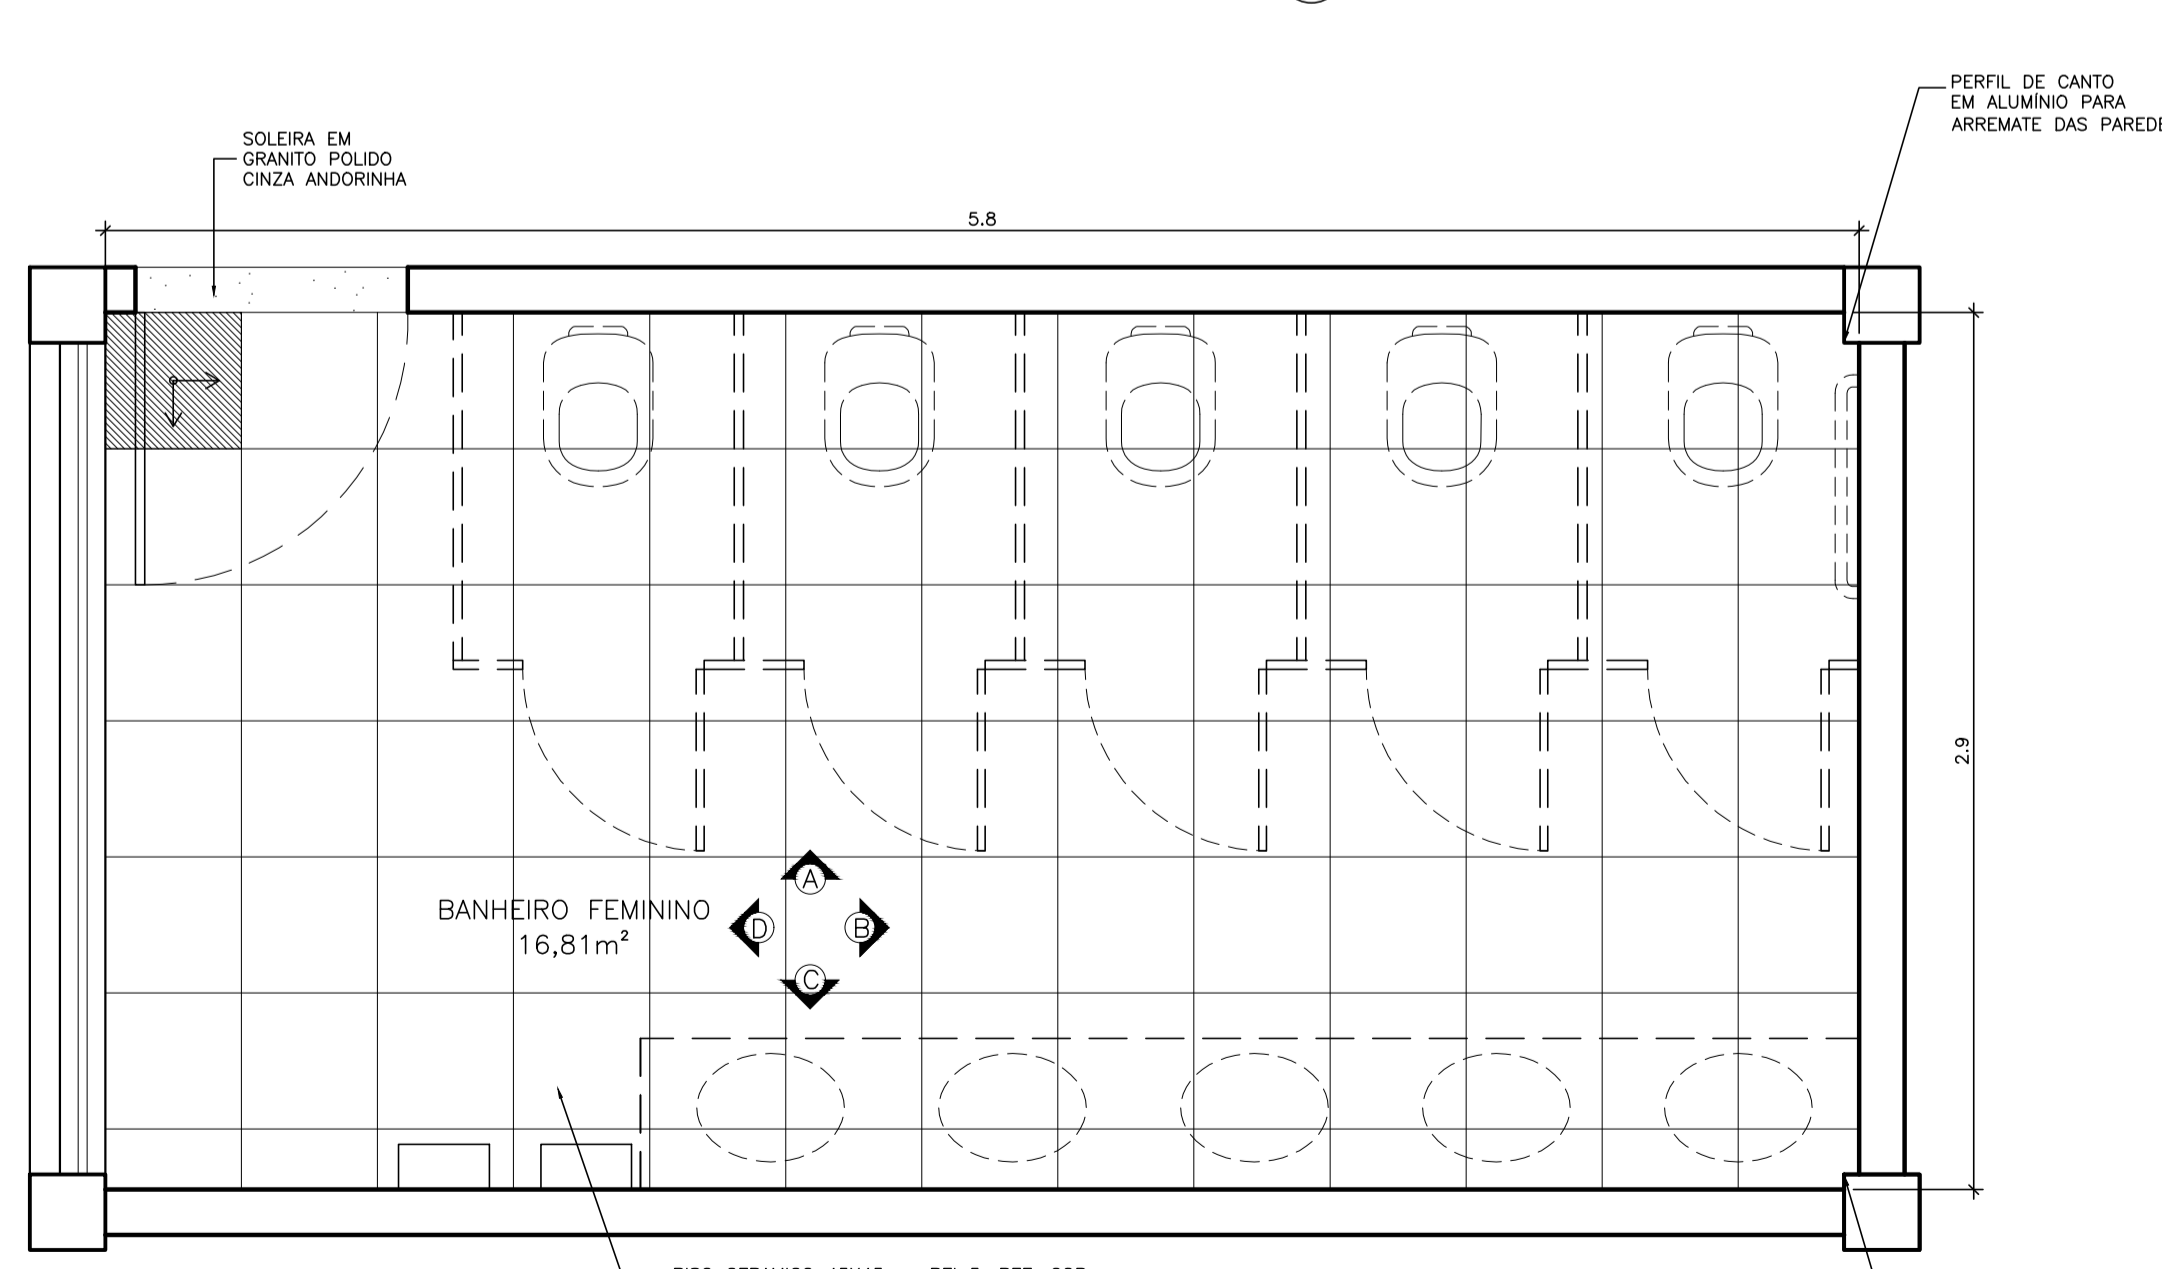 SOLEIRA EM
GRANITO POLIDO
CINZA ANDORINHA
PERFIL DE CANTO
EM ALUMÍNIO PARA
ARREMATE DAS PAREDE
5.8
2.9
A
D
B
C
BANHEIRO FEMININO
16,81m²